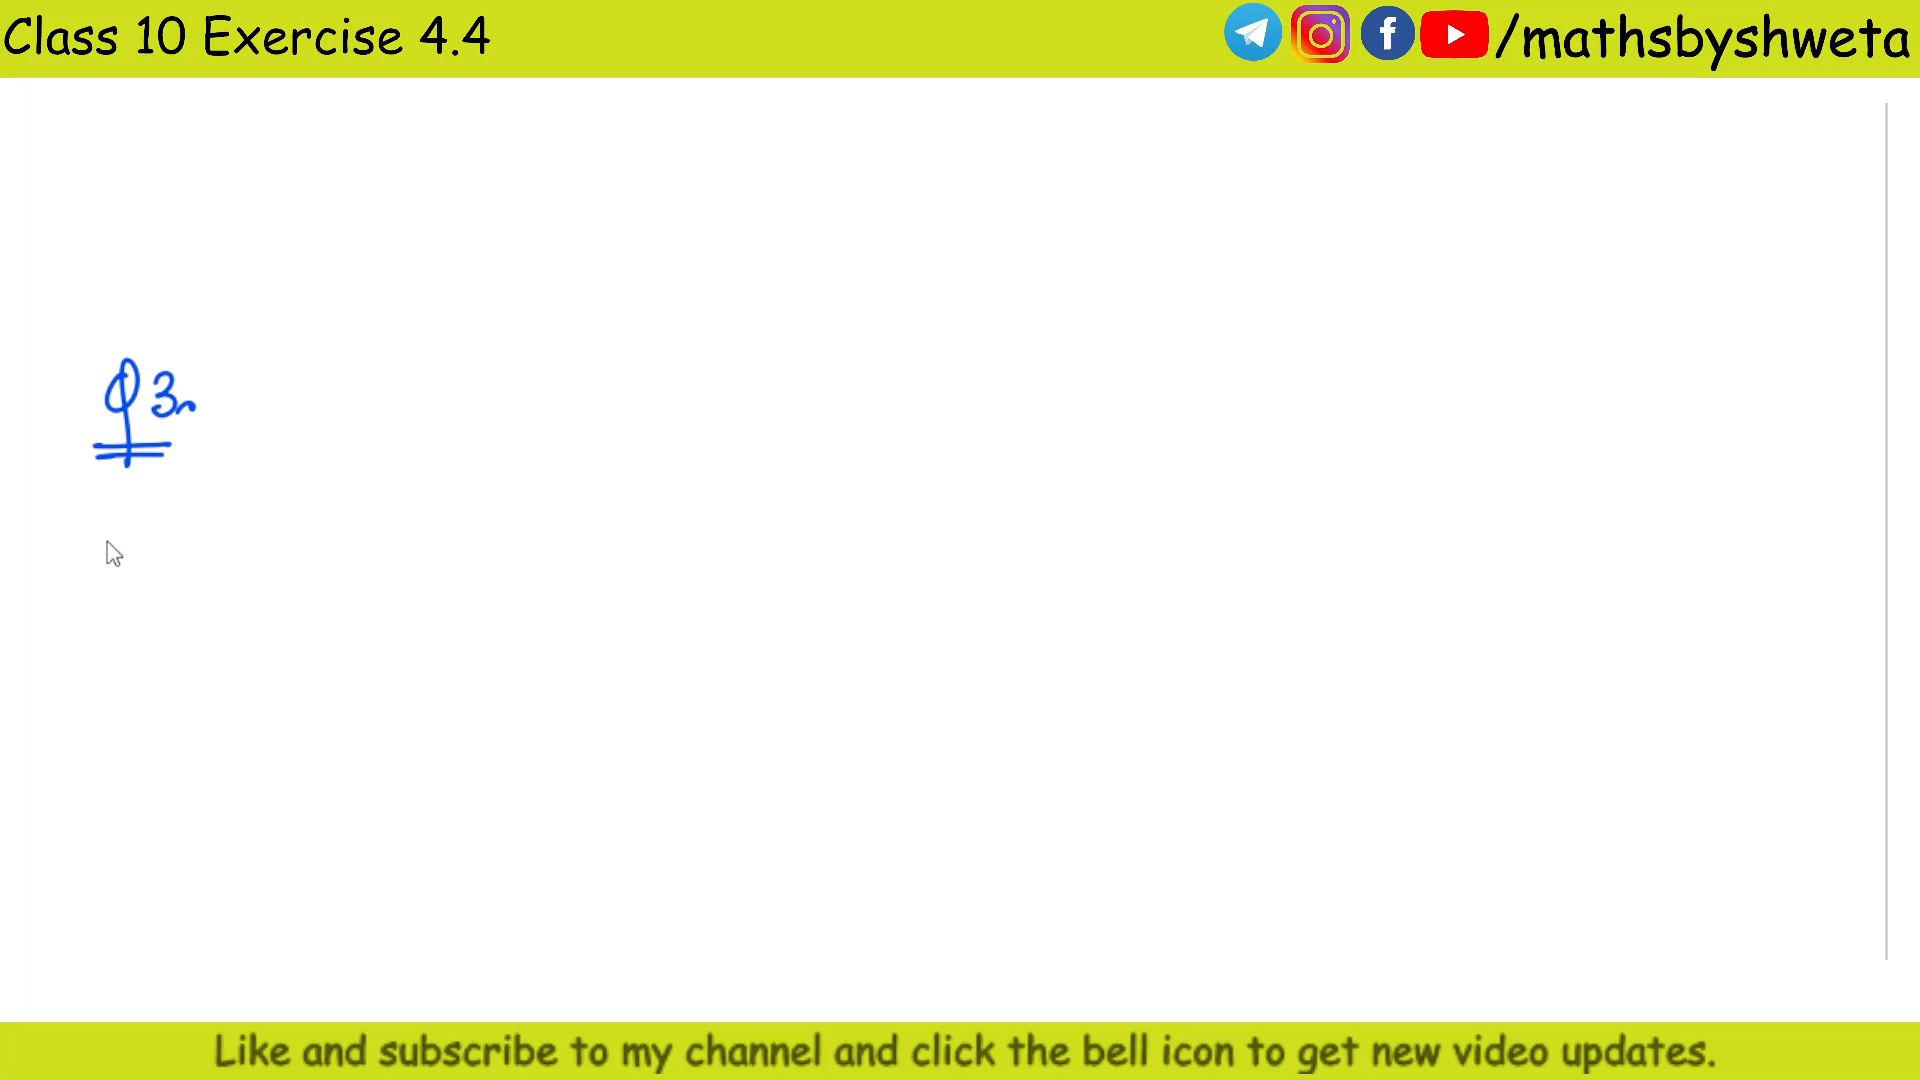 Class 10 Exercise 4.4
/mathsbyshweta
Q3.
Like and subscribe to my channel and click the bell icon to get new video updates.